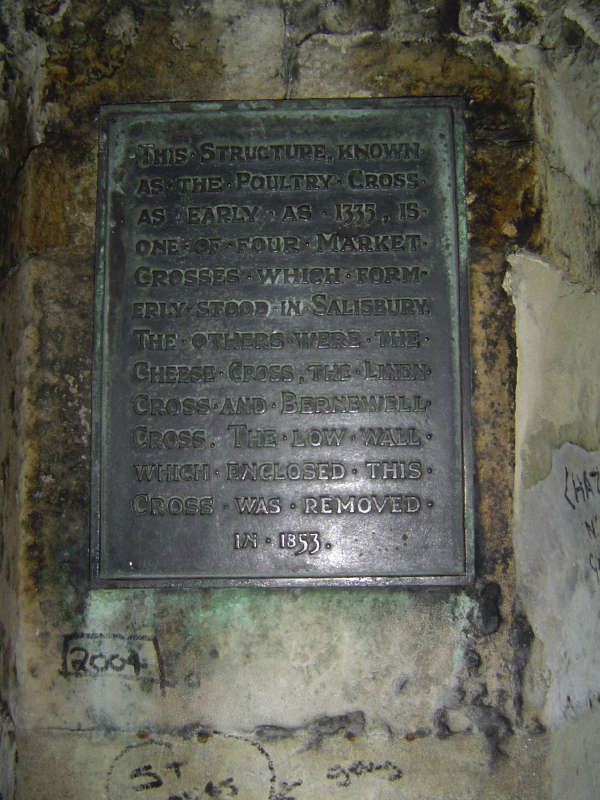 THIS · STRUCTURE, KNOWN ·
AS · THE · POULTRY · CROSS ·
AS · EARLY · AS · 1335, IS ·
ONE · OF · FOUR · MARKET ·
CROSSES · WHICH · FORM-
ERLY · STOOD · IN · SALISBURY.
THE · OTHERS · WERE · THE ·
CHEESE · CROSS, THE · LINEN ·
CROSS · AND · BERNEWELL ·
CROSS. THE · LOW · WALL ·
WHICH · ENCLOSED · THIS ·
CROSS · WAS · REMOVED ·
IN · 1853.
2004